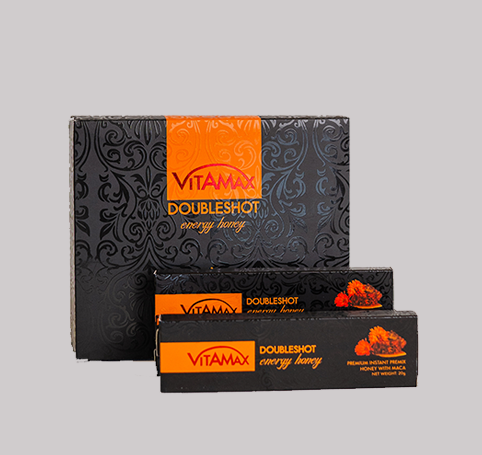 VITAMAX
DOUBLESHOT
energy honey
VITAMAX
DOUBLESHOT
energy honey
VITAMAX
DOUBLESHOT
energy honey
PREMIUM INSTANT PREMIX
HONEY WITH MACA
NET WEIGHT. 20g